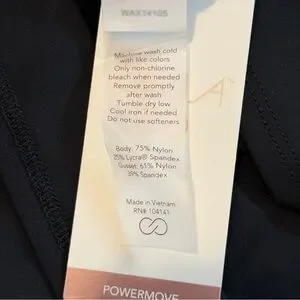 WAX14105
Machine wash cold
with like colors
Only non-chlorine
bleach when needed
Remove promptly
after wash
Tumble dry low
Cool iron if needed
Do not use softeners
Body: 75% Nylon
25% Lycra® Spandex
Gusset: 61% Nylon
39% Spandex
Made in Vietnam
RN# 104141
POWERMOVE